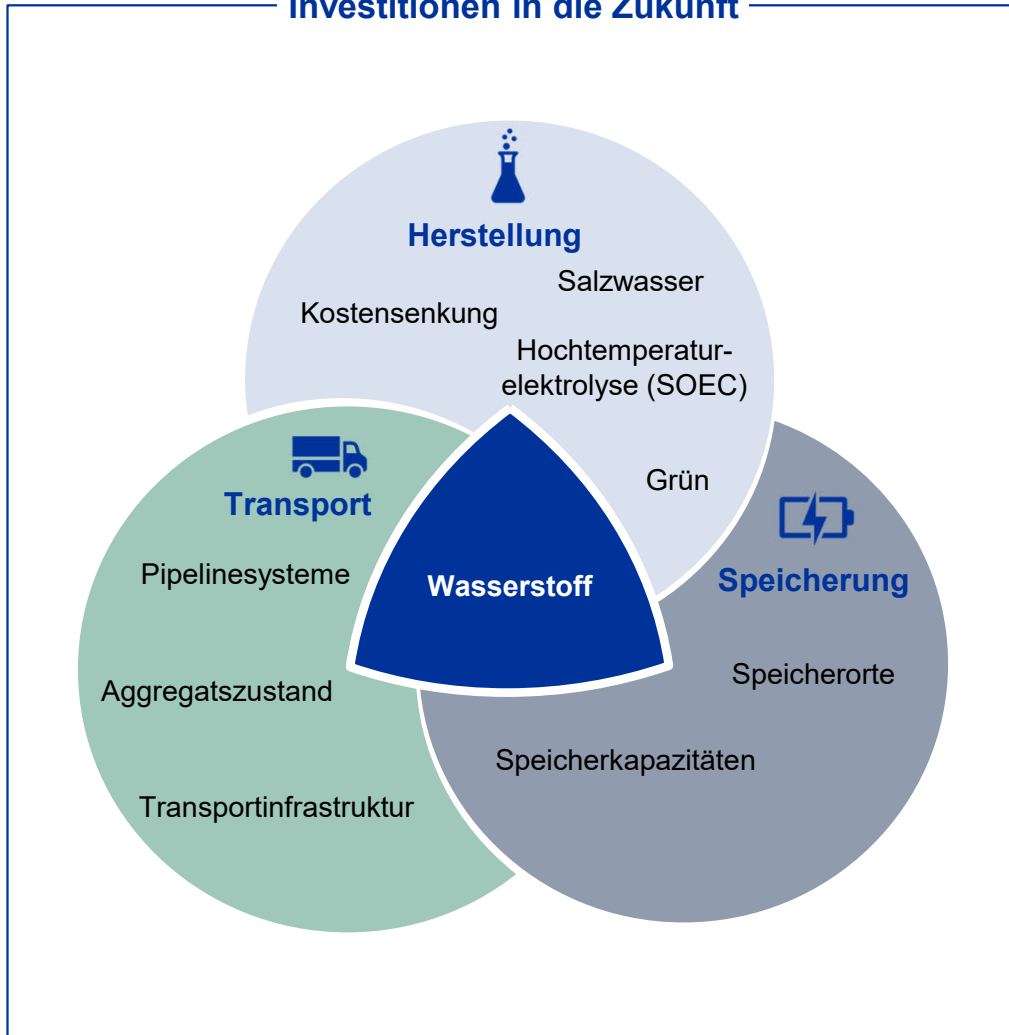 Investitionen in die Zukunft
Herstellung
Salzwasser
Kostensenkung
Hochtemperatur-
elektrolyse (SOEC)
Grün
Transport
Pipelinesysteme
Aggregatszustand
Transportinfrastruktur
Wasserstoff
Speicherung
Speicherorte
Speicherkapazitäten